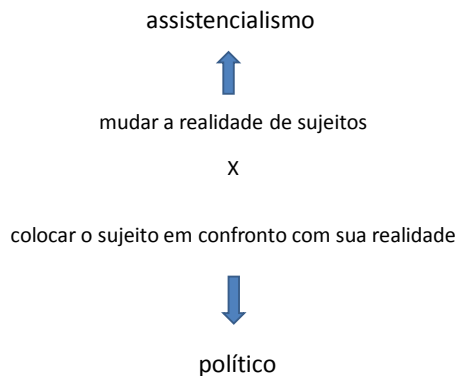 assistencialismo
mudar a realidade de sujeitos
X
colocar o sujeito em confronto com sua realidade
político